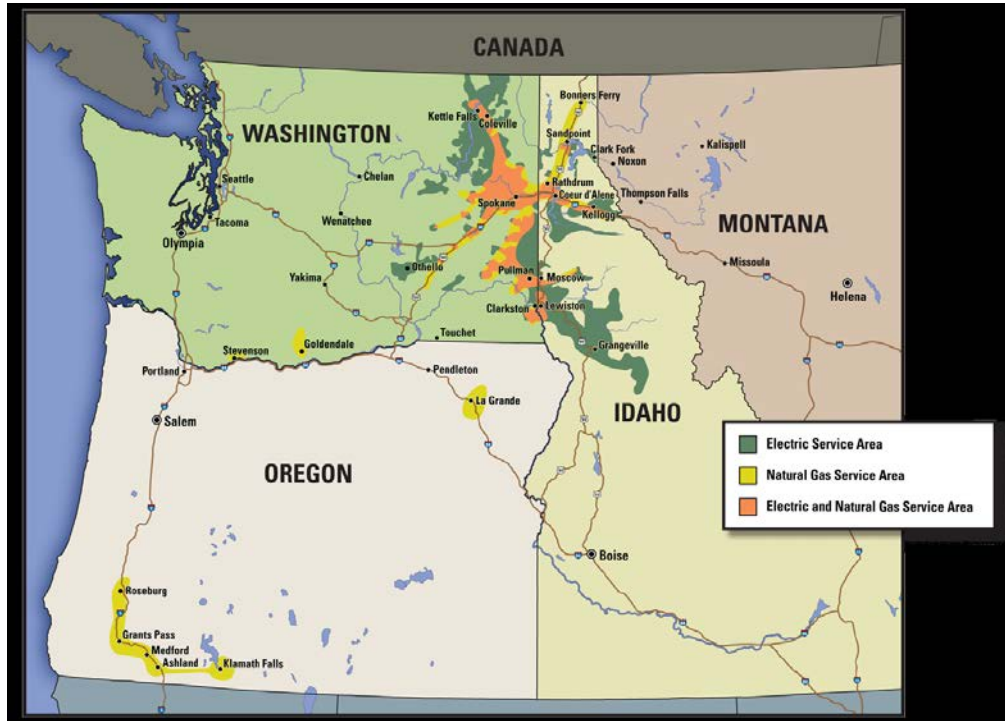 CANADA
Bonners Ferry
Kettle Falls
Coleville
WASHINGTON
Sandpoint
Clark Fork
Noxon
Kalispell
Chelan
Rathdrum
Seattle
Spokane
Coeur d'Alene
Thompson Falls
Kellogg
Tacoma
Wenatchee
MONTANA
Olympia
Othello
Pullman
Moscow
Missoula
Yakima
Helena
Clarkston
Lewiston
Touchet
Goldendale
Stevenson
Grangeville
Portland
Pendleton
La Grande
IDAHO
Salem
Electric Service Area
OREGON
Natural Gas Service Area
Electric and Natural Gas Service Area
Boise
Roseburg
Grants Pass
Medford
Ashland
Klamath Falls